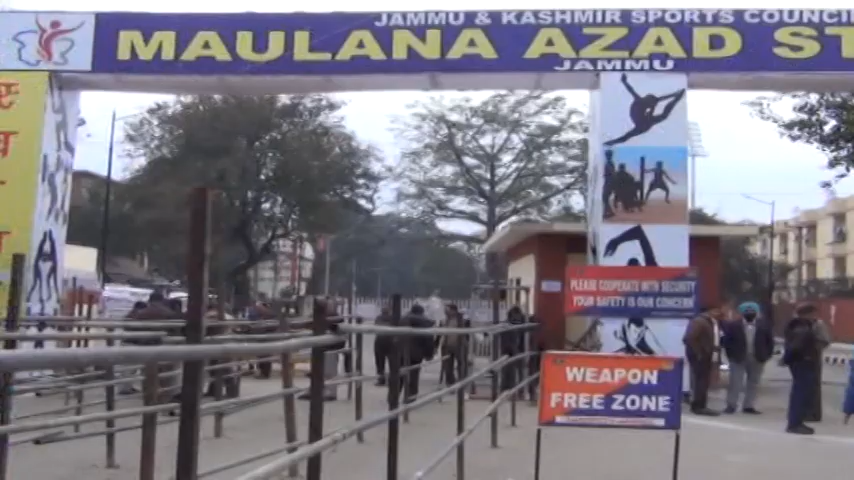 JAMMU & KASHMIR SPORTS COUNCIL
MAULANA AZAD
JAMMU
PLEASE COOPERATE WITH SECURITY
YOUR SAFETY IS OUR CONCERN
WEAPON
FREE ZONE